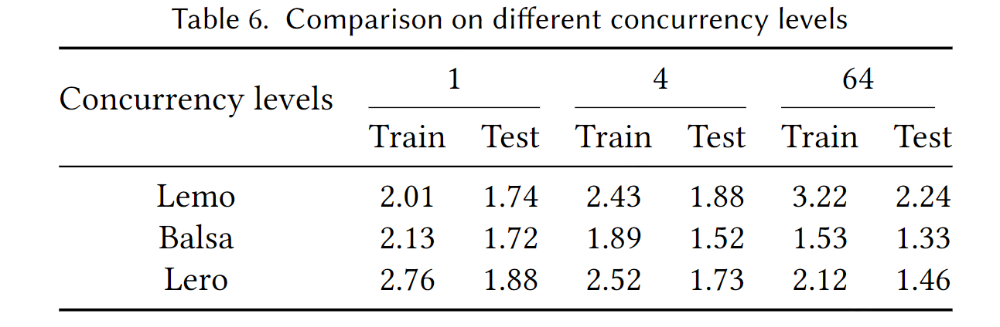 Table 6. Comparison on different concurrency levels
Concurrency levels 1 4 64
Train Test Train Test Train Test
Lemo 2.01 1.74 2.43 1.88 3.22 2.24
Balsa 2.13 1.72 1.89 1.52 1.53 1.33
Lero 2.76 1.88 2.52 1.73 2.12 1.46